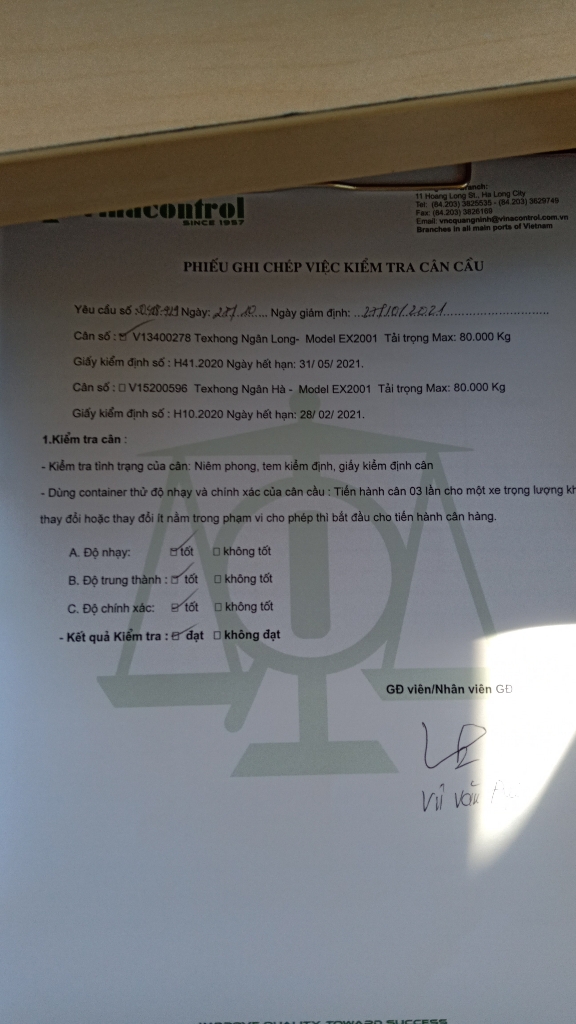 control
SINCE 1957
11 Hoang Long St., Ha Long City
Tel: (84.203) 3825535 - (84.203) 3829749
Fax: (84.203) 3826169
Email: vncquangninh@vinacontrol.com.vn
Branches in all main ports of Vietnam
PHIẾU GHI CHÉP VIỆC KIỂM TRA CÂN CẦU
Yêu cầu số : Ngày: 27/.10... Ngày giám định: ...27/10/.2021
Cân số : ☑ V13400278 Texhong Ngân Long- Model EX2001 Tải trọng Max: 80.000 Kg
Giấy kiểm định số : H41.2020 Ngày hết hạn: 31/ 05/ 2021.
Cân số : ☐ V15200596 Texhong Ngân Hà - Model EX2001 Tải trọng Max: 80.000 Kg
Giấy kiểm định số : H10.2020 Ngày hết hạn: 28/ 02/ 2021.
1.Kiểm tra cân :
- Kiểm tra tình trạng của cân: Niêm phong, tem kiểm định, giấy kiểm định cân
- Dùng container thử độ nhạy và chính xác của cân cầu : Tiến hành cân 03 lần cho một xe trọng lượng
thay đổi hoặc thay đổi ít nằm trong phạm vi cho phép thì bắt đầu cho tiến hành cân hàng.
A. Độ nhạy: ☑ tốt ☐ không tốt
B. Độ trung thành : ☑ tốt ☐ không tốt
C. Độ chính xác: ☑ tốt ☐ không tốt
- Kết quả Kiểm tra : ☑ đạt ☐ không đạt
GĐ viên/Nhân viên GĐ
Vũ Văn